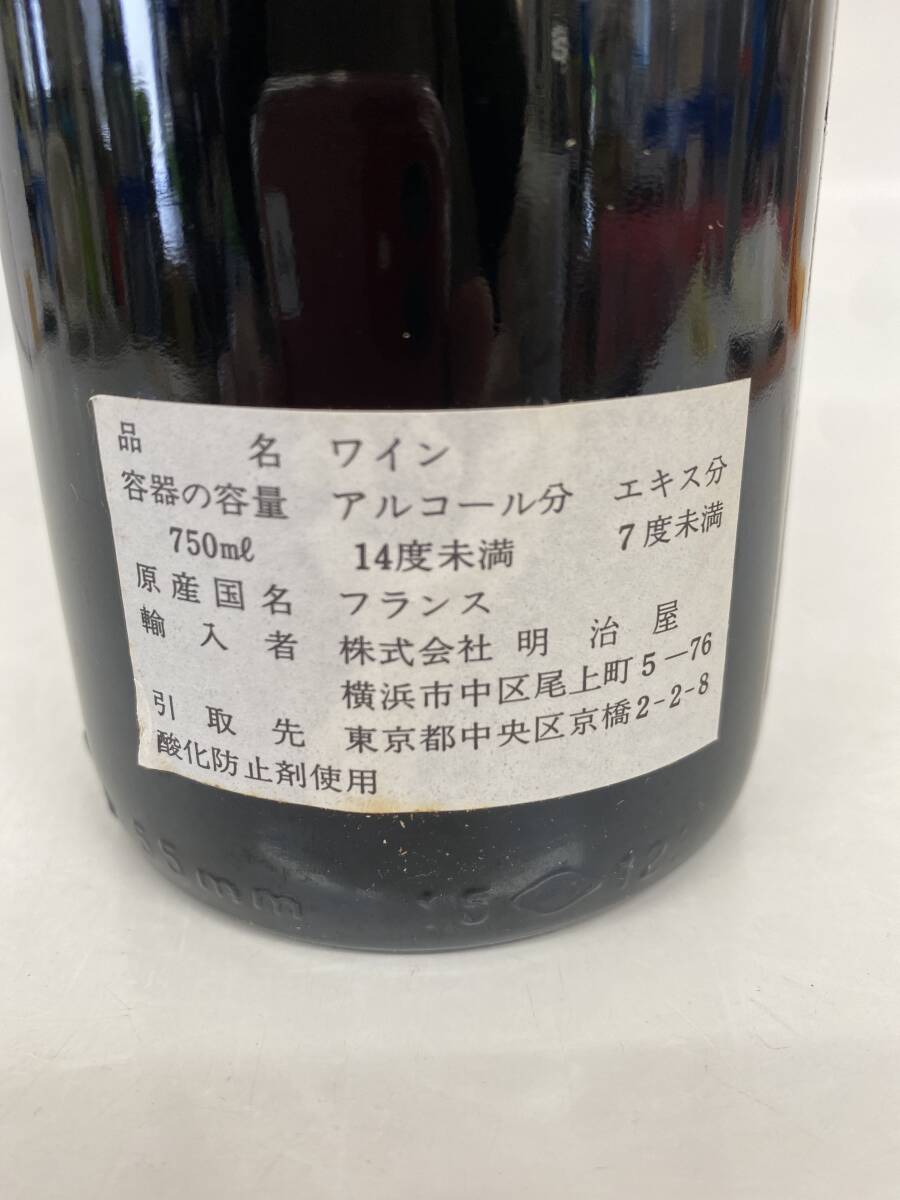 品名 ワイン
容器の容量 アルコール分 エキス分
750mℓ 14度未満 7度未満
原産国名 フランス
輸入者 株式会社 明治屋
横浜市中区尾上町5-76
引取先 東京都中央区京橋2-2-8
酸化防止剤使用
55mm 15 12